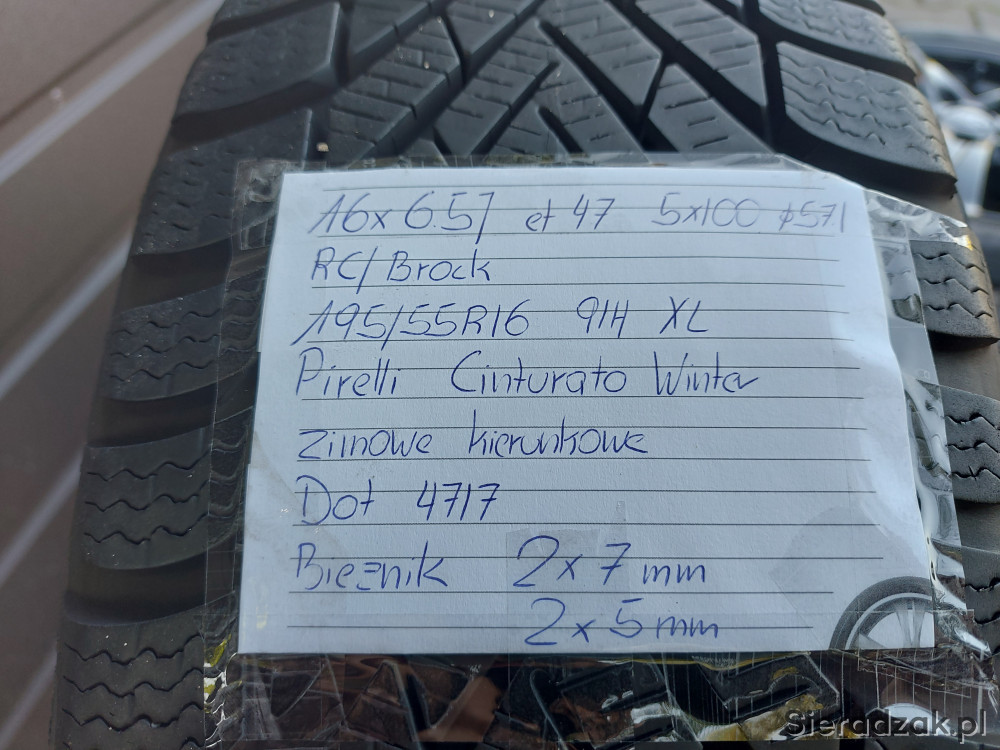 16x6.5J et 47 5x100 φ57.1
RC/Brock
195/55R16 91H XL
Pirelli Cinturato Winter
zimowe kierunkowe
Dot 4717
Bieznik 2x7mm
2x5mm
Sieradzak.pl